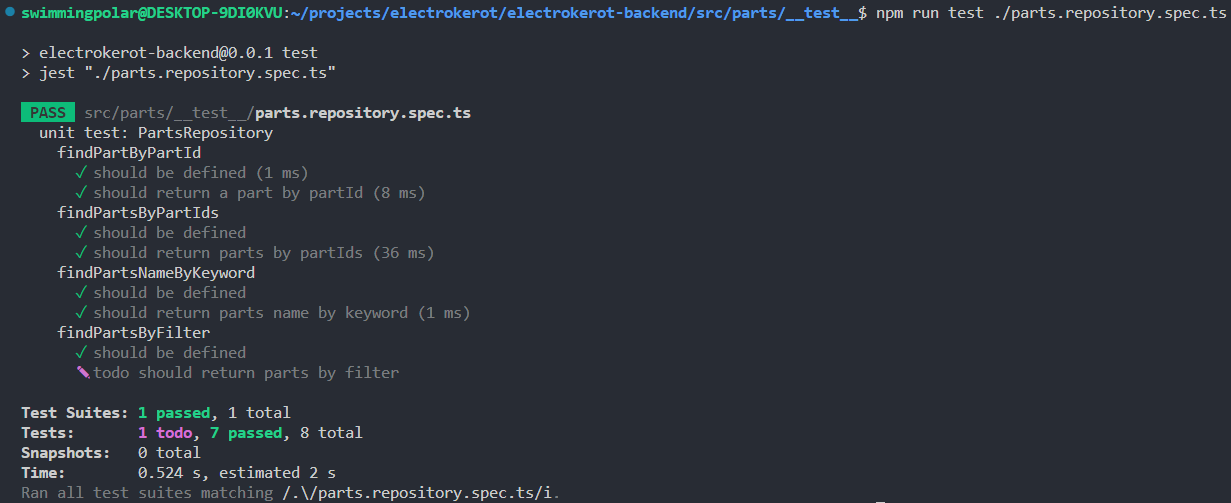 swimmingpolar@DESKTOP-9DI0KVU:~/projects/electrokerot/electrokerot-backend/src/parts/__test__$ npm run test ./parts.repository.spec.ts
> electrokerot-backend@0.0.1 test
> jest "./parts.repository.spec.ts"
PASS src/parts/__test__/parts.repository.spec.ts
unit test: PartsRepository
findPartByPartId
✓ should be defined (1 ms)
✓ should return a part by partId (8 ms)
findPartsByPartIds
✓ should be defined
✓ should return parts by partIds (36 ms)
findPartsNameByKeyword
✓ should be defined
✓ should return parts name by keyword (1 ms)
findPartsByFilter
✓ should be defined
✎ todo should return parts by filter
Test Suites: 1 passed, 1 total
Tests: 1 todo, 7 passed, 8 total
Snapshots: 0 total
Time: 0.524 s, estimated 2 s
Ran all test suites matching /.\/parts.repository.spec.ts/i.